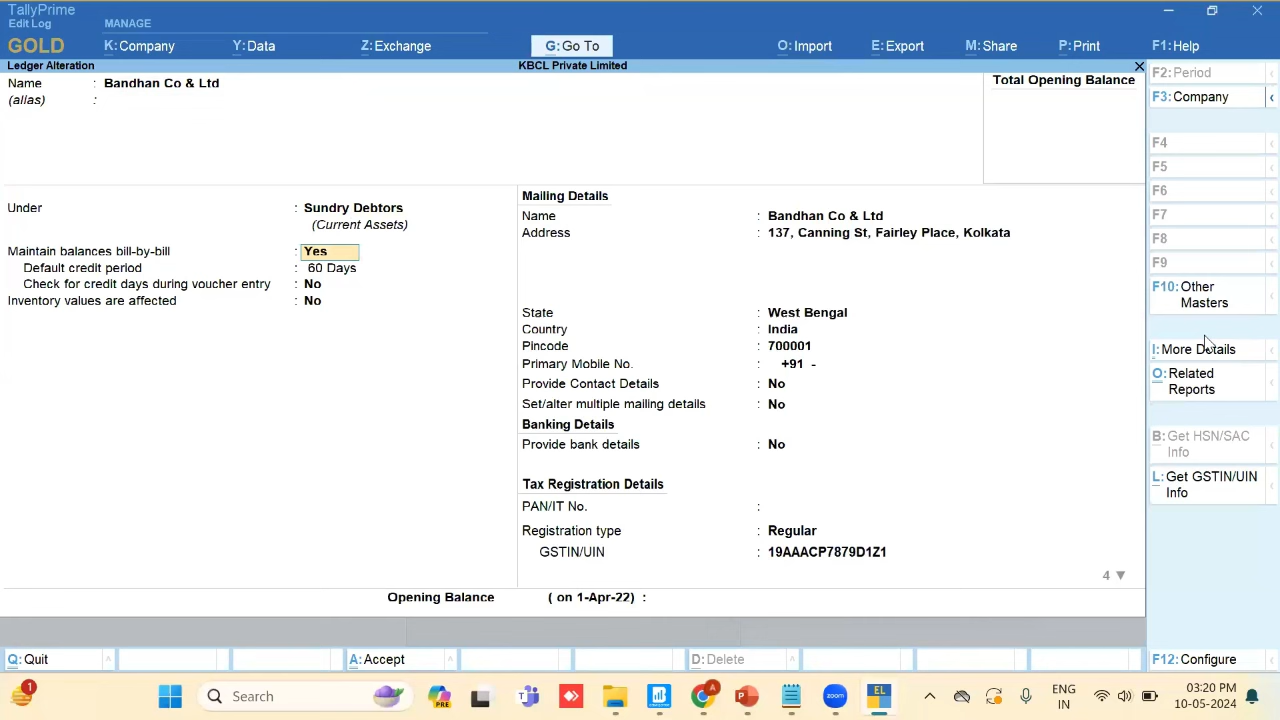 TallyPrime
Edit Log
GOLD
MANAGE
K:Company
Y:Data
Z:Exchange
G:Go To
O:Import
E:Export
M:Share
P:Print
F1:Help
Ledger Alteration
KBCL Private Limited
Name : Bandhan Co & Ltd
(alias) :
Total Opening Balance
Under : Sundry Debtors
(Current Assets)
Maintain balances bill-by-bill : Yes
Default credit period : 60 Days
Check for credit days during voucher entry : No
Inventory values are affected : No
Mailing Details
Name : Bandhan Co & Ltd
Address : 137, Canning St, Fairley Place, Kolkata
State : West Bengal
Country : India
Pincode : 700001
Primary Mobile No. : +91 -
Provide Contact Details : No
Set/alter multiple mailing details : No
Banking Details
Provide bank details : No
Tax Registration Details
PAN/IT No. :
Registration type : Regular
GSTIN/UIN : 19AAACP7879D1Z1
4 ▼
Opening Balance ( on 1-Apr-22) :
F2: Period
F3: Company
F4
F5
F6
F7
F8
F9
F10: Other
Masters
I: More Details
O: Related
Reports
B: Get HSN/SAC
Info
L: Get GSTIN/UIN
Info
Q: Quit
A: Accept
D: Delete
F12: Configure
1
Search
PRE
A
zoom
EL
ENG
IN
03:20 PM
10-05-2024